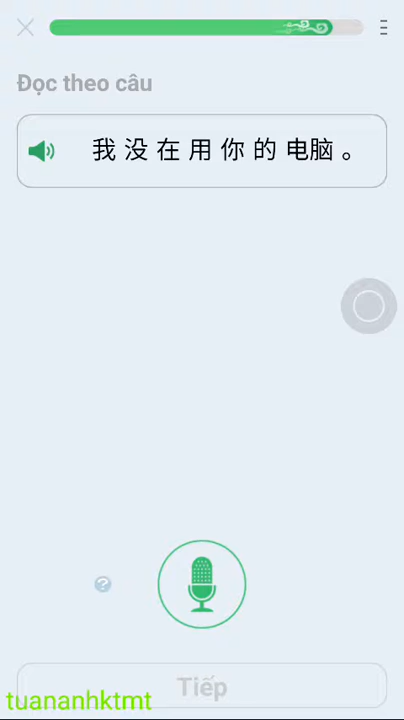 Đọc theo câu
我 没 在 用 你 的 电脑 。
?
Tiếp
tuananhktmt